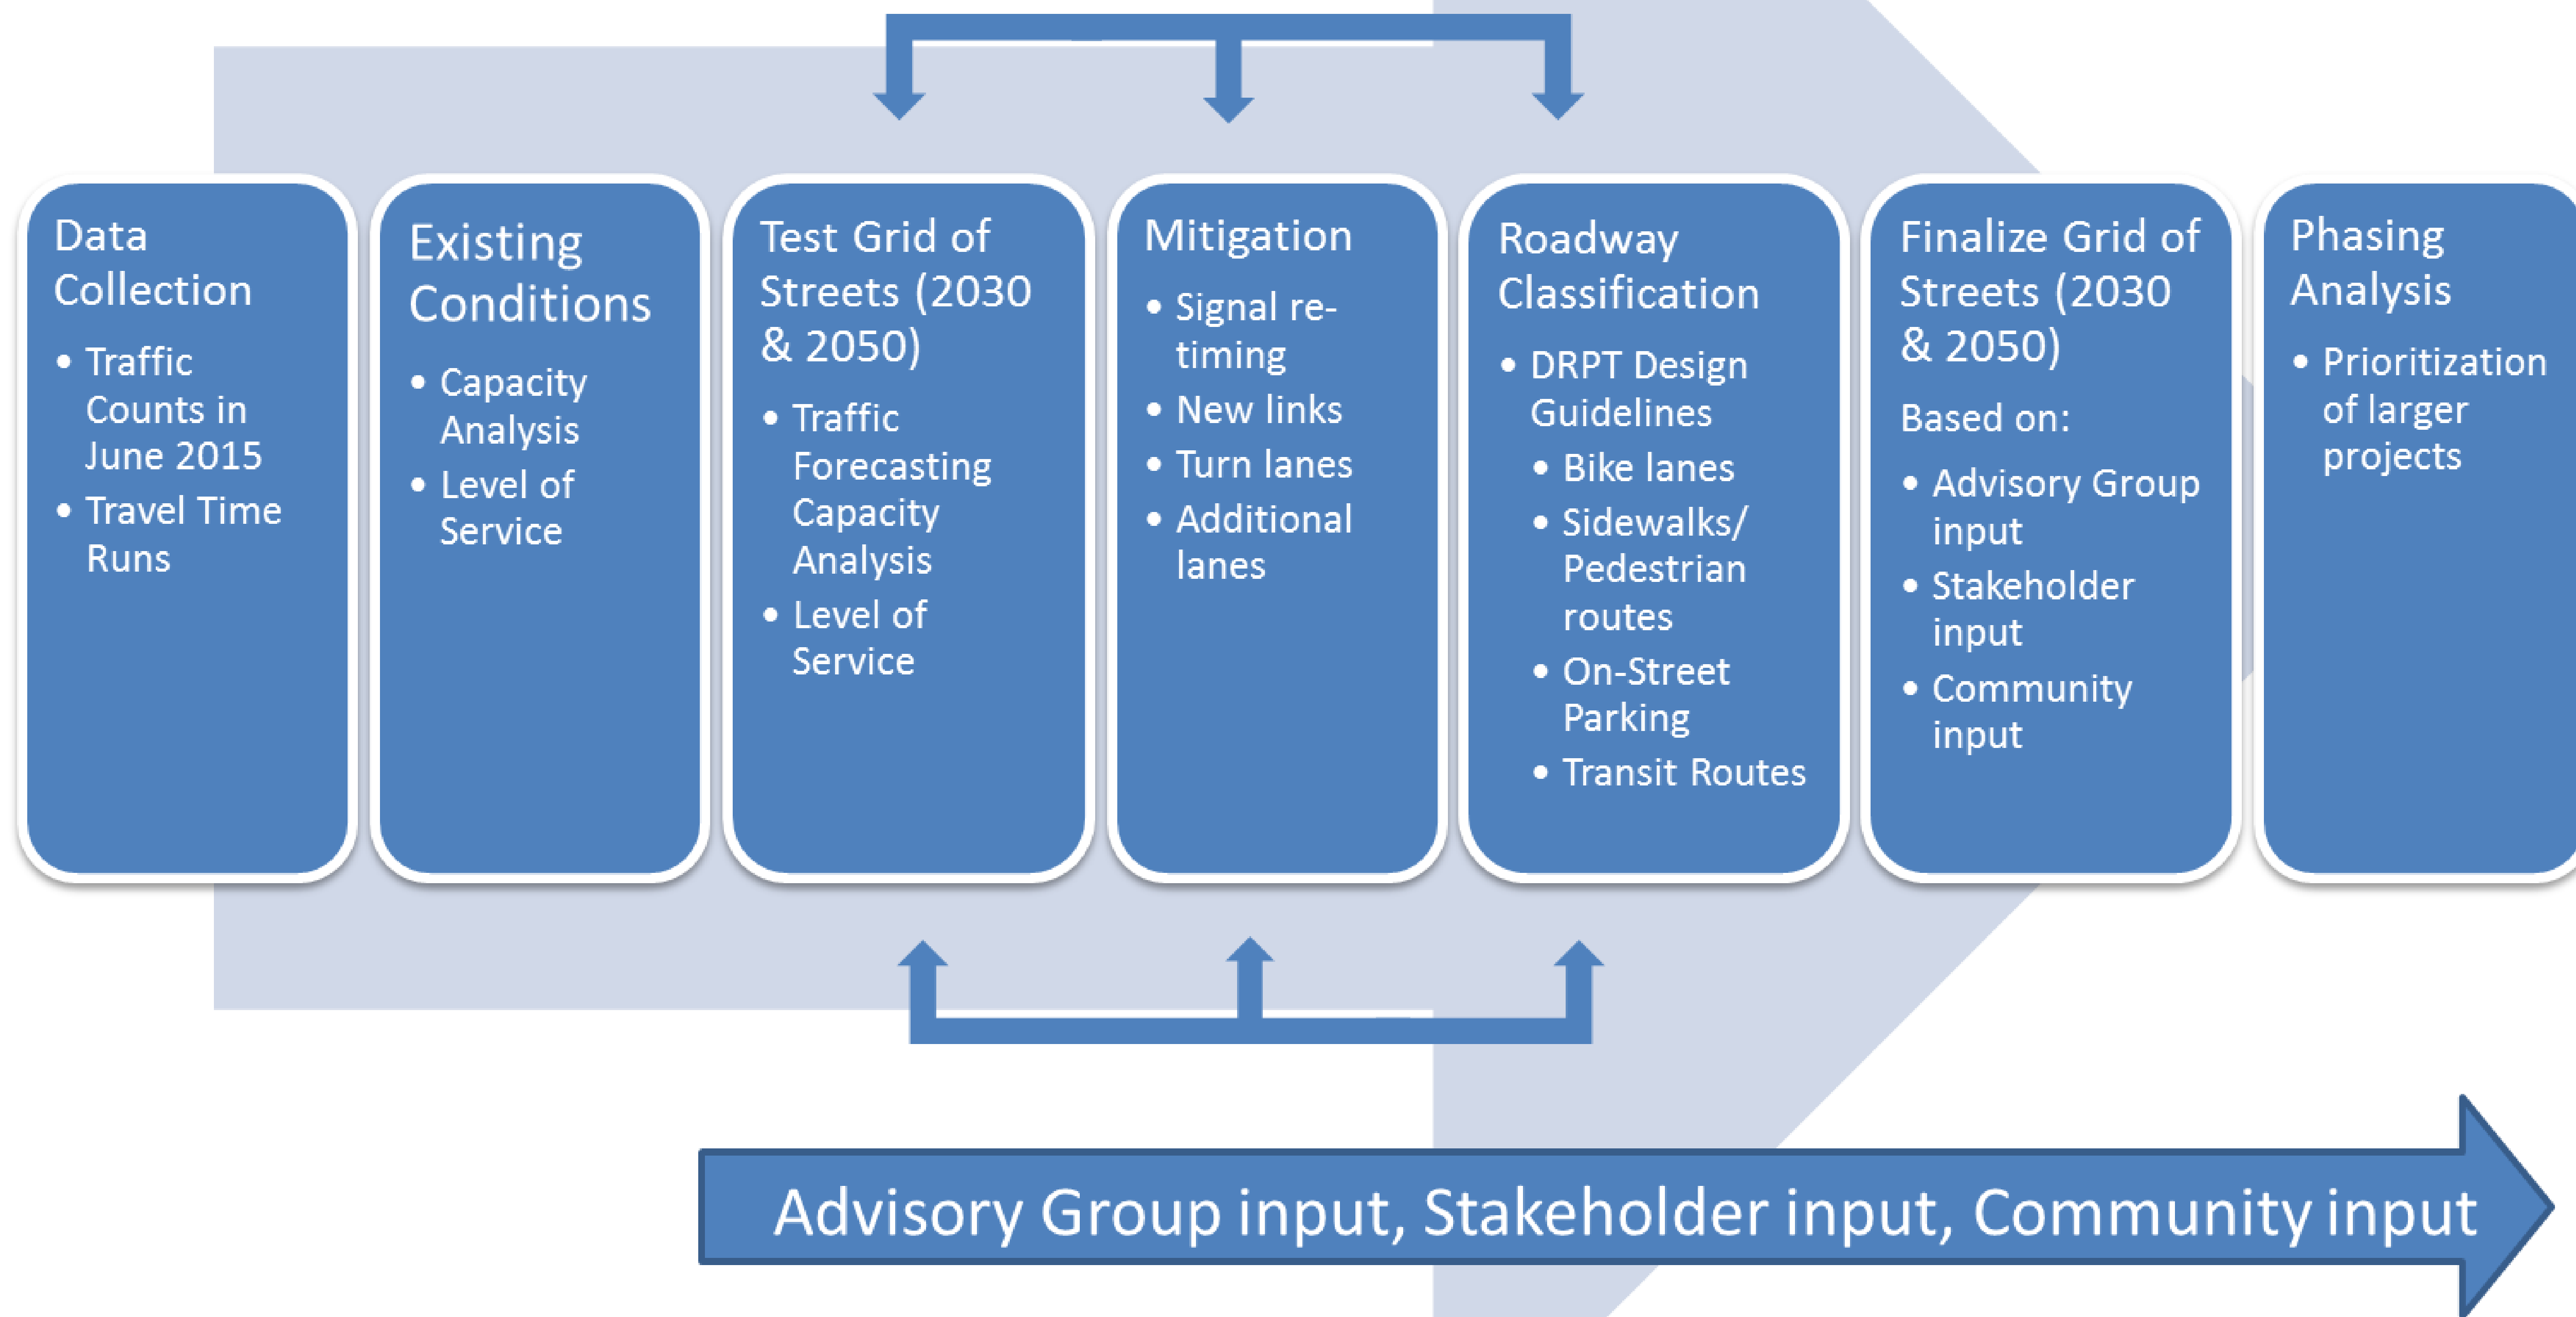 Data
Collection
• Traffic
Counts in
June 2015
• Travel Time
Runs
Existing
Conditions
• Capacity
Analysis
• Level of
Service
Test Grid of
Streets (2030
& 2050)
• Traffic
Forecasting
Capacity
Analysis
• Level of
Service
Mitigation
• Signal re-
timing
• New links
• Turn lanes
• Additional
lanes
Roadway
Classification
• DRPT Design
Guidelines
• Bike lanes
• Sidewalks/
Pedestrian
routes
• On-Street
Parking
• Transit Routes
Finalize Grid of
Streets (2030
& 2050)
Based on:
• Advisory Group
input
• Stakeholder
input
• Community
input
Phasing
Analysis
• Prioritization
of larger
projects
Advisory Group input, Stakeholder input, Community input